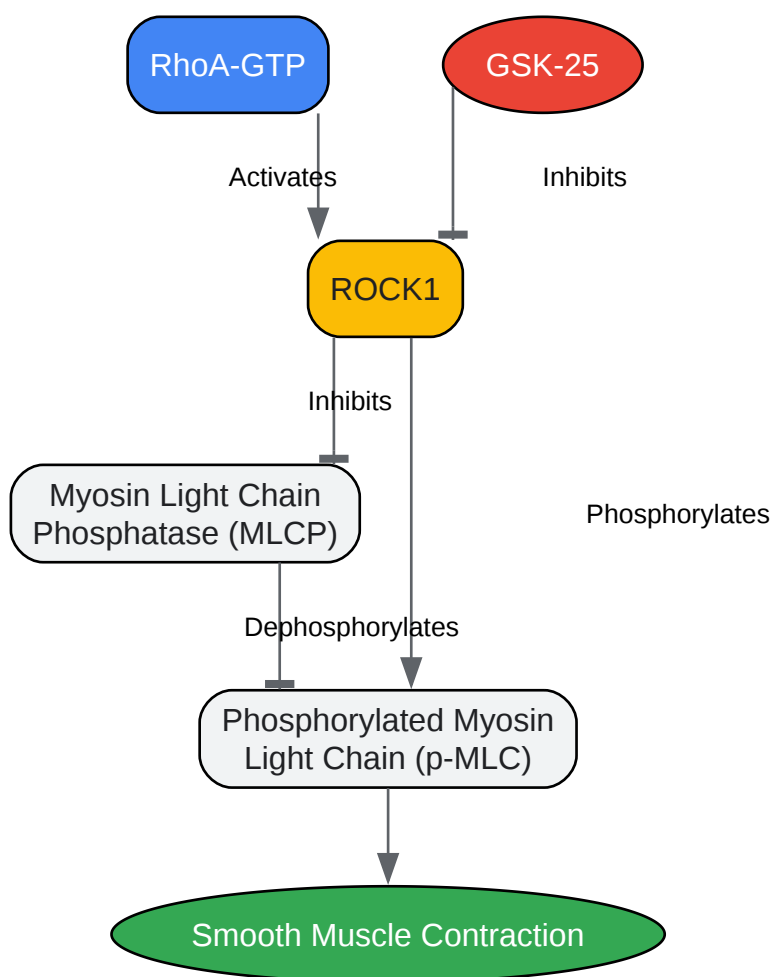 RhoA-GTP
GSK-25
Activates
Inhibits
ROCK1
Inhibits
Myosin Light Chain
Phosphatase (MLCP)
Phosphorylates
Dephosphorylates
Phosphorylated Myosin
Light Chain (p-MLC)
Smooth Muscle Contraction